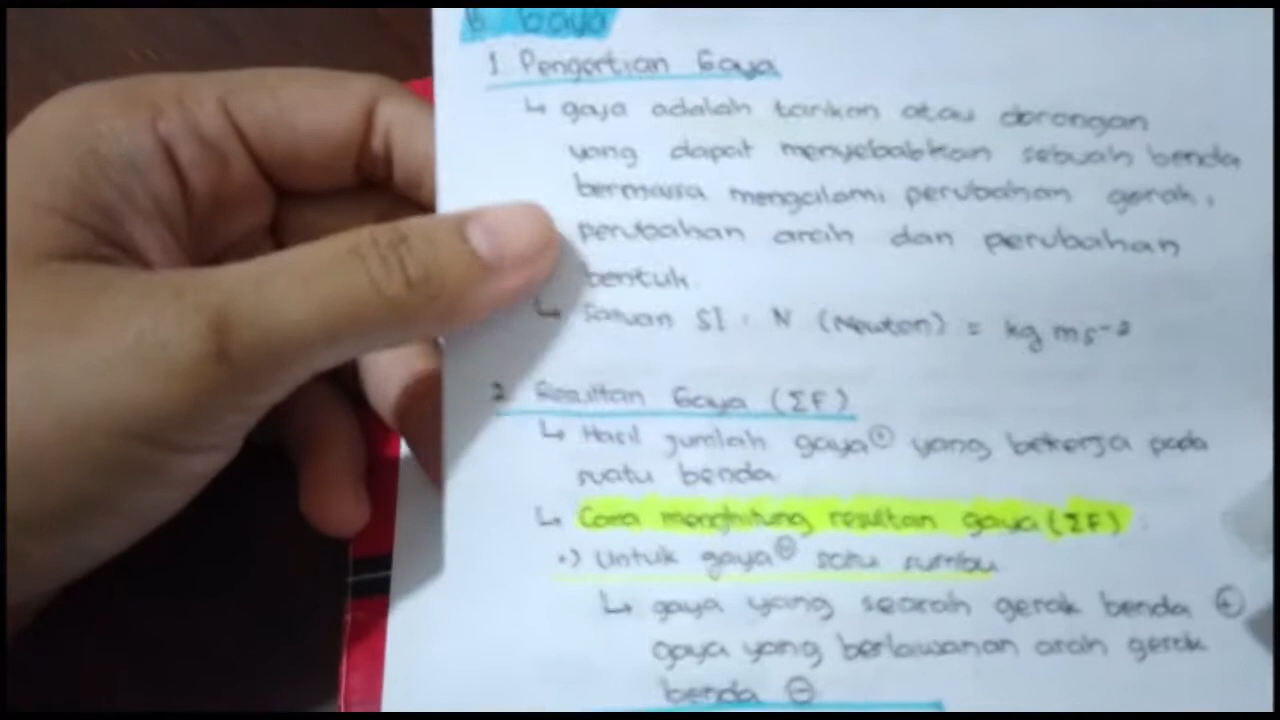 B. Gaya
1. Pengertian Gaya
↳ gaya adalah tarikan atau dorongan
yang dapat menyebabkan sebuah benda
bermassa mengalami perubahan gerak,
perubahan arah dan perubahan
bentuk.
↳ Satuan SI : N (Newton) = kg ms⁻²
2. Resultan Gaya (ΣF)
↳ Hasil jumlah gaya² yang bekerja pada
suatu benda
↳ Cara menghitung resultan gaya (ΣF) :
•) Untuk gaya² satu sumbu
↳ gaya yang searah gerak benda ⊕
gaya yang berlawanan arah gerak
benda ⊖